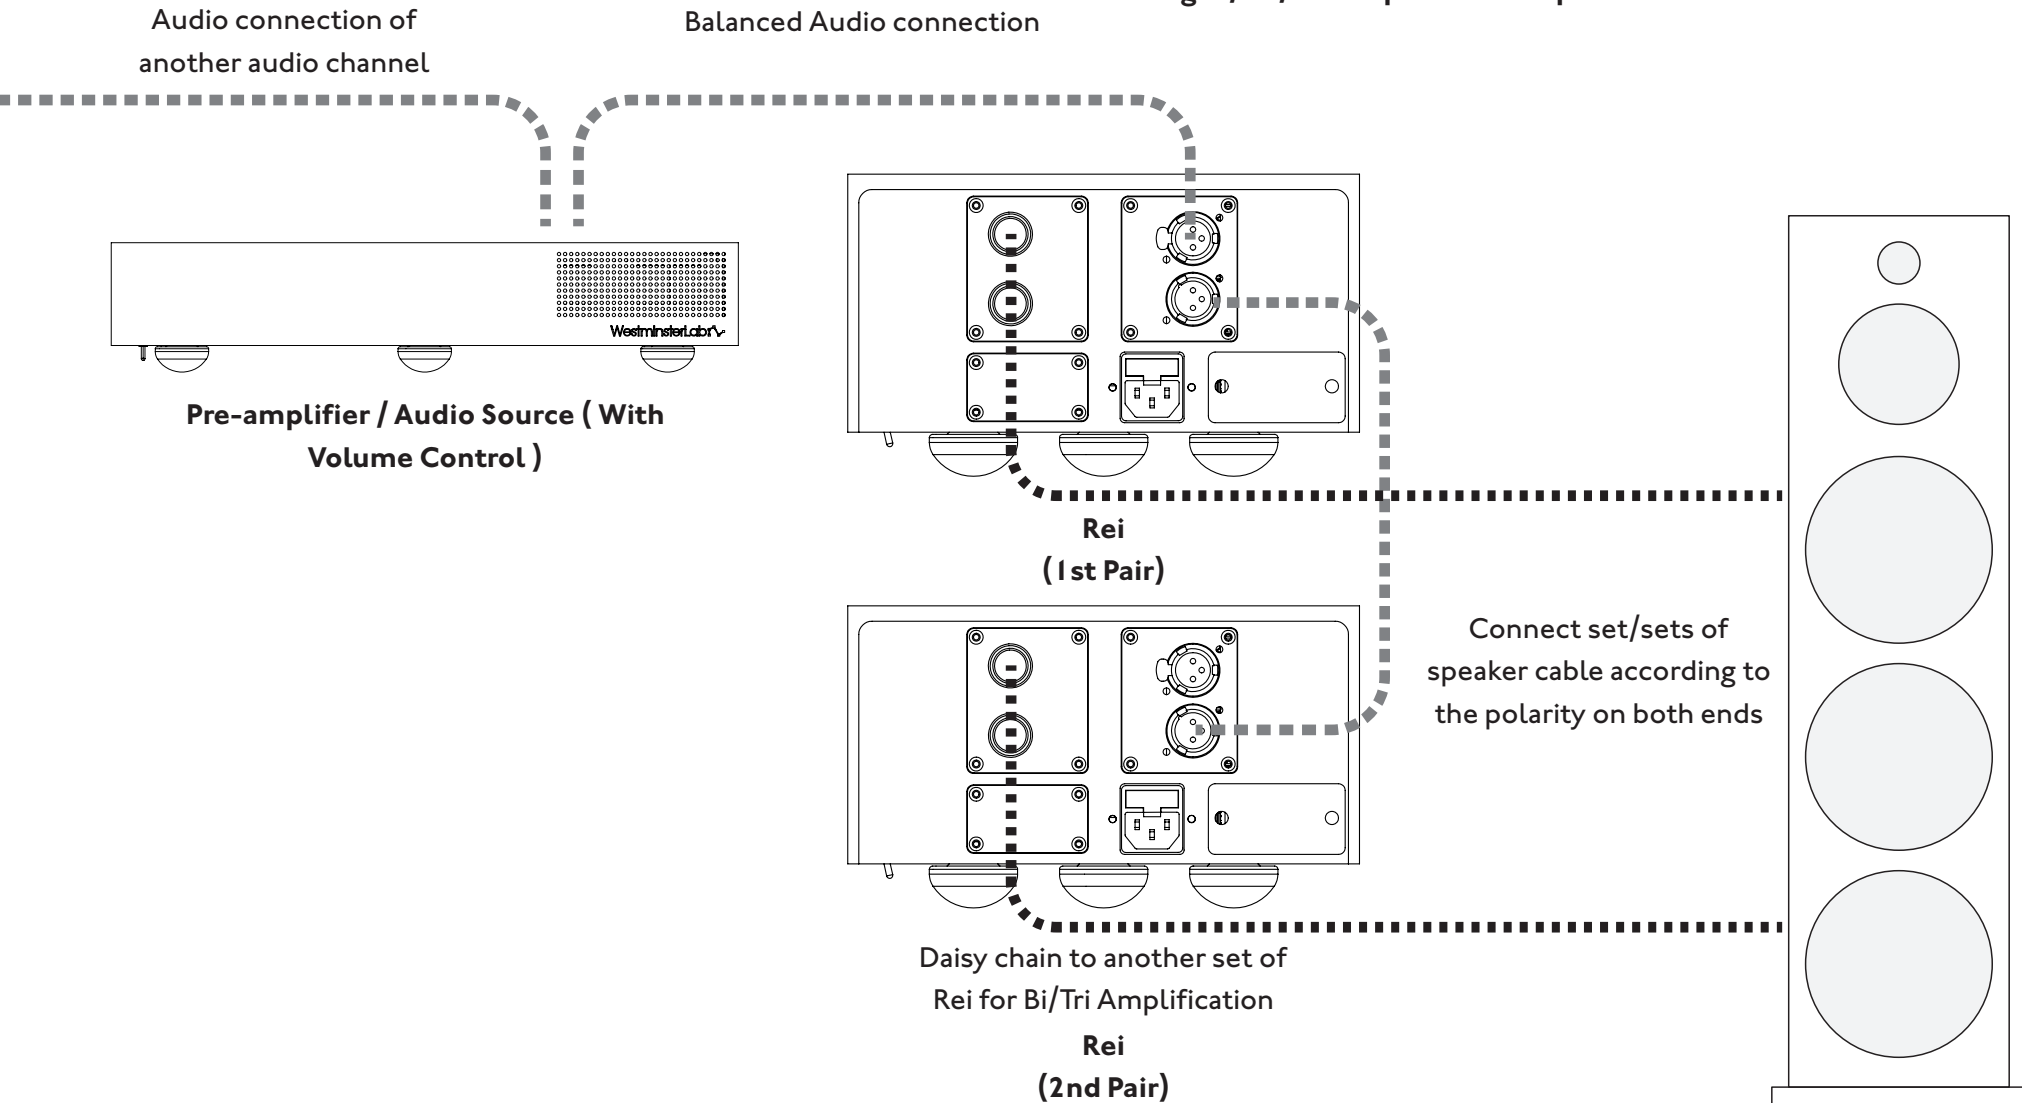 Audio connection of
another audio channel
Balanced Audio connection
WestminsterLab
Pre-amplifier / Audio Source ( With
Volume Control )
Rei
(1st Pair)
Connect set/sets of
speaker cable according to
the polarity on both ends
Daisy chain to another set of
Rei for Bi/Tri Amplification
Rei
(2nd Pair)